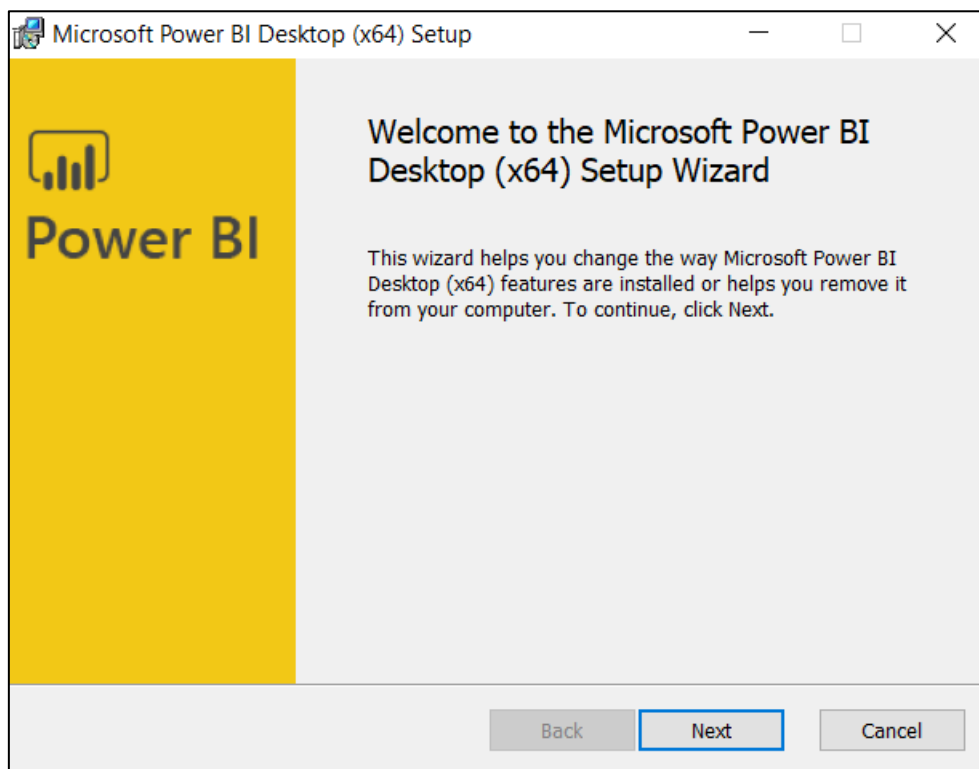 Microsoft Power BI Desktop (x64) Setup
Power BI
Welcome to the Microsoft Power BI
Desktop (x64) Setup Wizard
This wizard helps you change the way Microsoft Power BI
Desktop (x64) features are installed or helps you remove it
from your computer. To continue, click Next.
Back Next Cancel